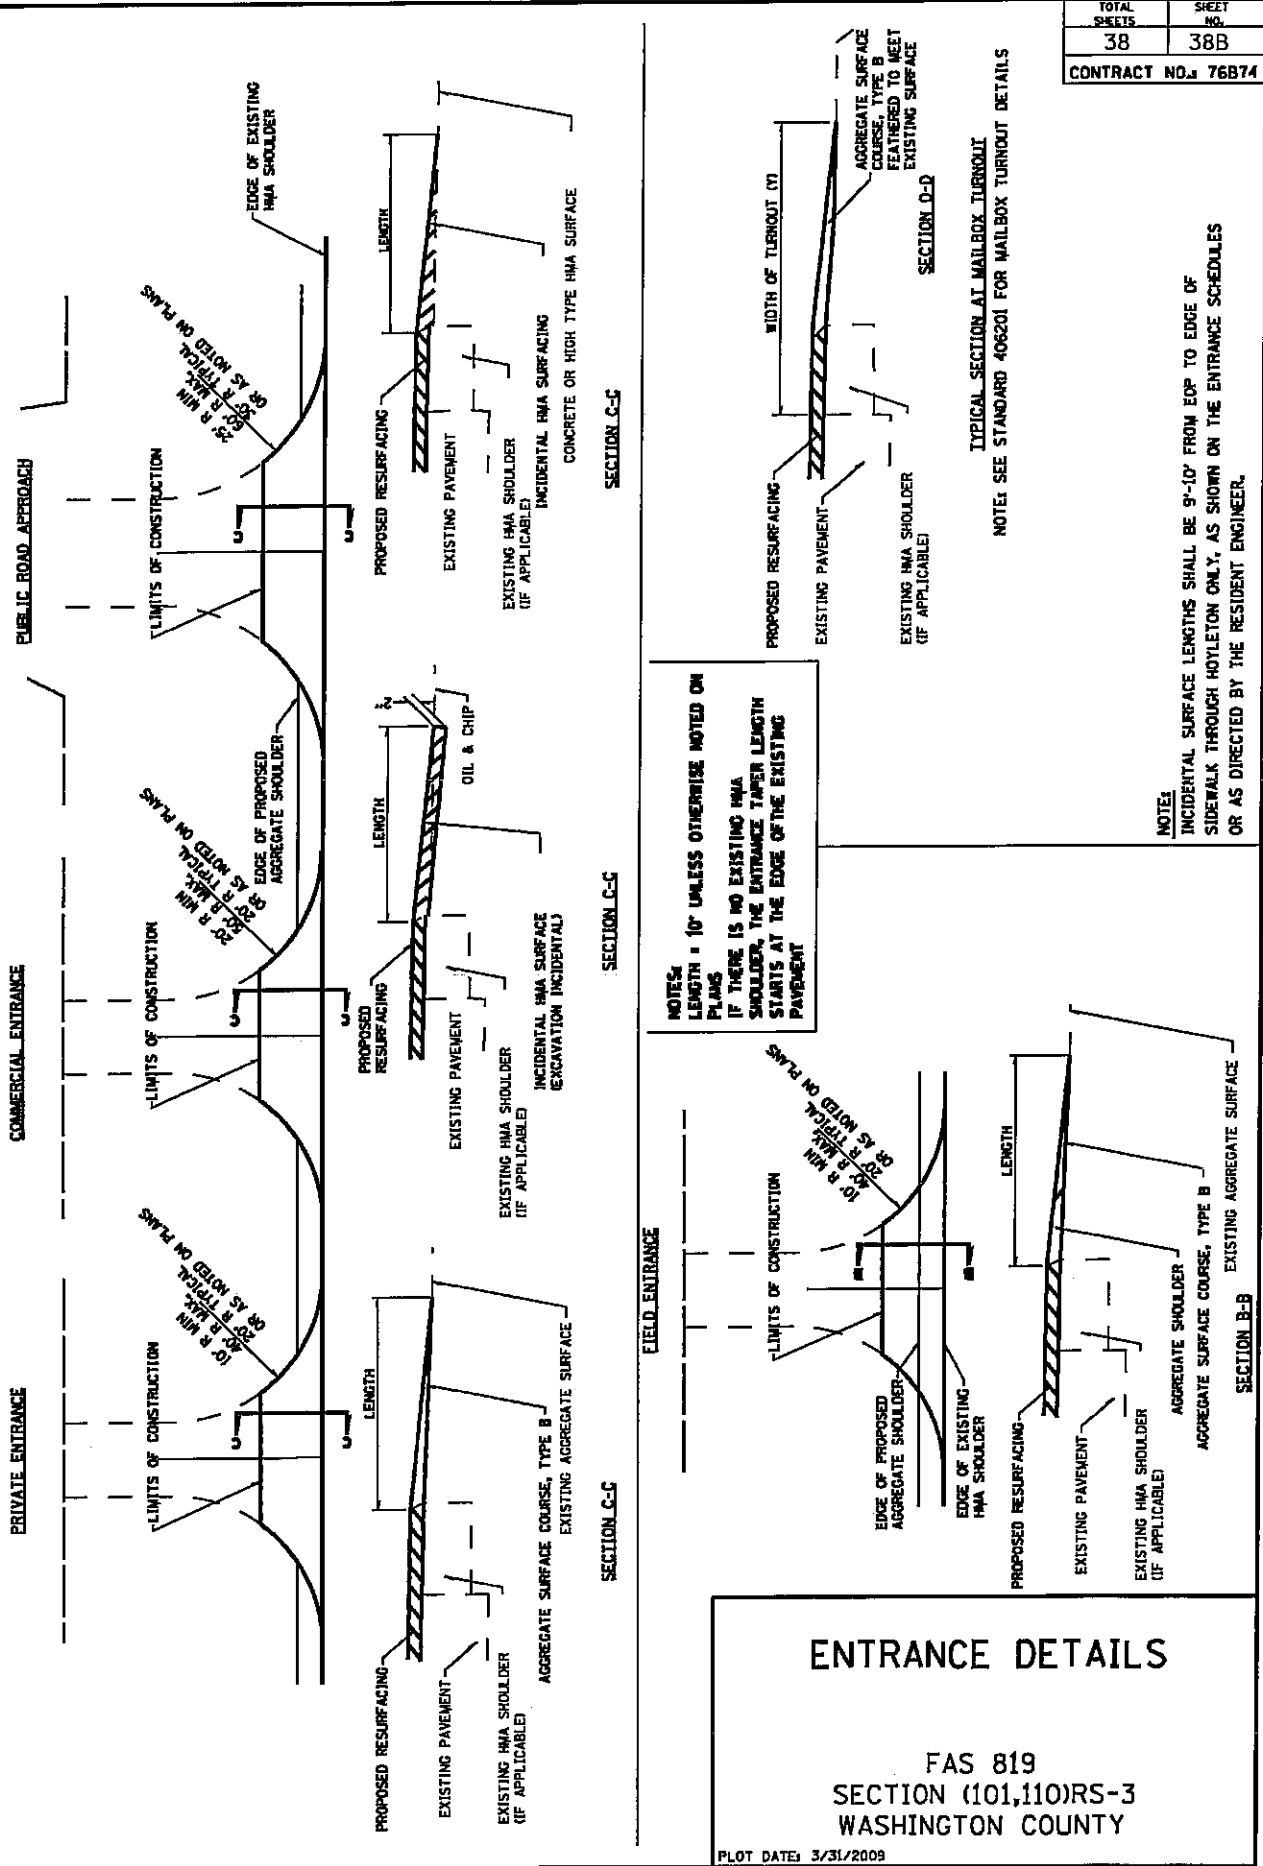 TOTAL SHEETS
SHEET NO.
38
38B
CONTRACT NO.: 76B74
PRIVATE ENTRANCE
LIMITS OF CONSTRUCTION
10' R MIN
40' R MAX.
20' R TYPICAL
OR AS NOTED ON PLANS
COMMERCIAL ENTRANCE
LIMITS OF CONSTRUCTION
20' R MIN
50' R MAX.
20' R TYPICAL
OR AS NOTED ON PLANS
EDGE OF PROPOSED
AGGREGATE SHOULDER
PUBLIC ROAD APPROACH
LIMITS OF CONSTRUCTION
25' R MIN
60' R MAX.
30' R TYPICAL
OR AS NOTED ON PLANS
EDGE OF EXISTING
HMA SHOULDER
LENGTH
PROPOSED RESURFACING
EXISTING PAVEMENT
EXISTING HMA SHOULDER
(IF APPLICABLE)
AGGREGATE SURFACE COURSE, TYPE B
EXISTING AGGREGATE SURFACE
SECTION C-C
LENGTH
2"
OIL & CHIP
PROPOSED
RESURFACING
EXISTING PAVEMENT
EXISTING HMA SHOULDER
(IF APPLICABLE)
INCIDENTAL HMA SURFACE
(EXCAVATION INCIDENTAL)
SECTION C-C
LENGTH
PROPOSED RESURFACING
EXISTING PAVEMENT
EXISTING HMA SHOULDER
(IF APPLICABLE)
INCIDENTAL HMA SURFACING
CONCRETE OR HIGH TYPE HMA SURFACE
SECTION C-C
FIELD ENTRANCE
LIMITS OF CONSTRUCTION
10' R MIN
40' R MAX.
20' R TYPICAL
OR AS NOTED ON PLANS
EDGE OF PROPOSED
AGGREGATE SHOULDER
EDGE OF EXISTING
HMA SHOULDER
LENGTH
PROPOSED RESURFACING
EXISTING PAVEMENT
EXISTING HMA SHOULDER
(IF APPLICABLE)
AGGREGATE SHOULDER
AGGREGATE SURFACE COURSE, TYPE B
EXISTING AGGREGATE SURFACE
SECTION B-B
NOTES:
LENGTH = 10' UNLESS OTHERWISE NOTED ON
PLANS
IF THERE IS NO EXISTING HMA
SHOULDER, THE ENTRANCE TAPER LENGTH
STARTS AT THE EDGE OF THE EXISTING
PAVEMENT
WIDTH OF TURNOUT (Y)
PROPOSED RESURFACING
EXISTING PAVEMENT
EXISTING HMA SHOULDER
(IF APPLICABLE)
AGGREGATE SURFACE
COURSE, TYPE B
FEATHERED TO MEET
EXISTING SURFACE
SECTION D-D
TYPICAL SECTION AT MAILBOX TURNOUT
NOTE: SEE STANDARD 406201 FOR MAILBOX TURNOUT DETAILS
NOTE:
INCIDENTAL SURFACE LENGTHS SHALL BE 9'-10' FROM EOP TO EDGE OF
SIDEWALK THROUGH HOYLETON ONLY, AS SHOWN ON THE ENTRANCE SCHEDULES
OR AS DIRECTED BY THE RESIDENT ENGINEER.
ENTRANCE DETAILS
FAS 819
SECTION (101,110)RS-3
WASHINGTON COUNTY
PLOT DATE: 3/31/2009